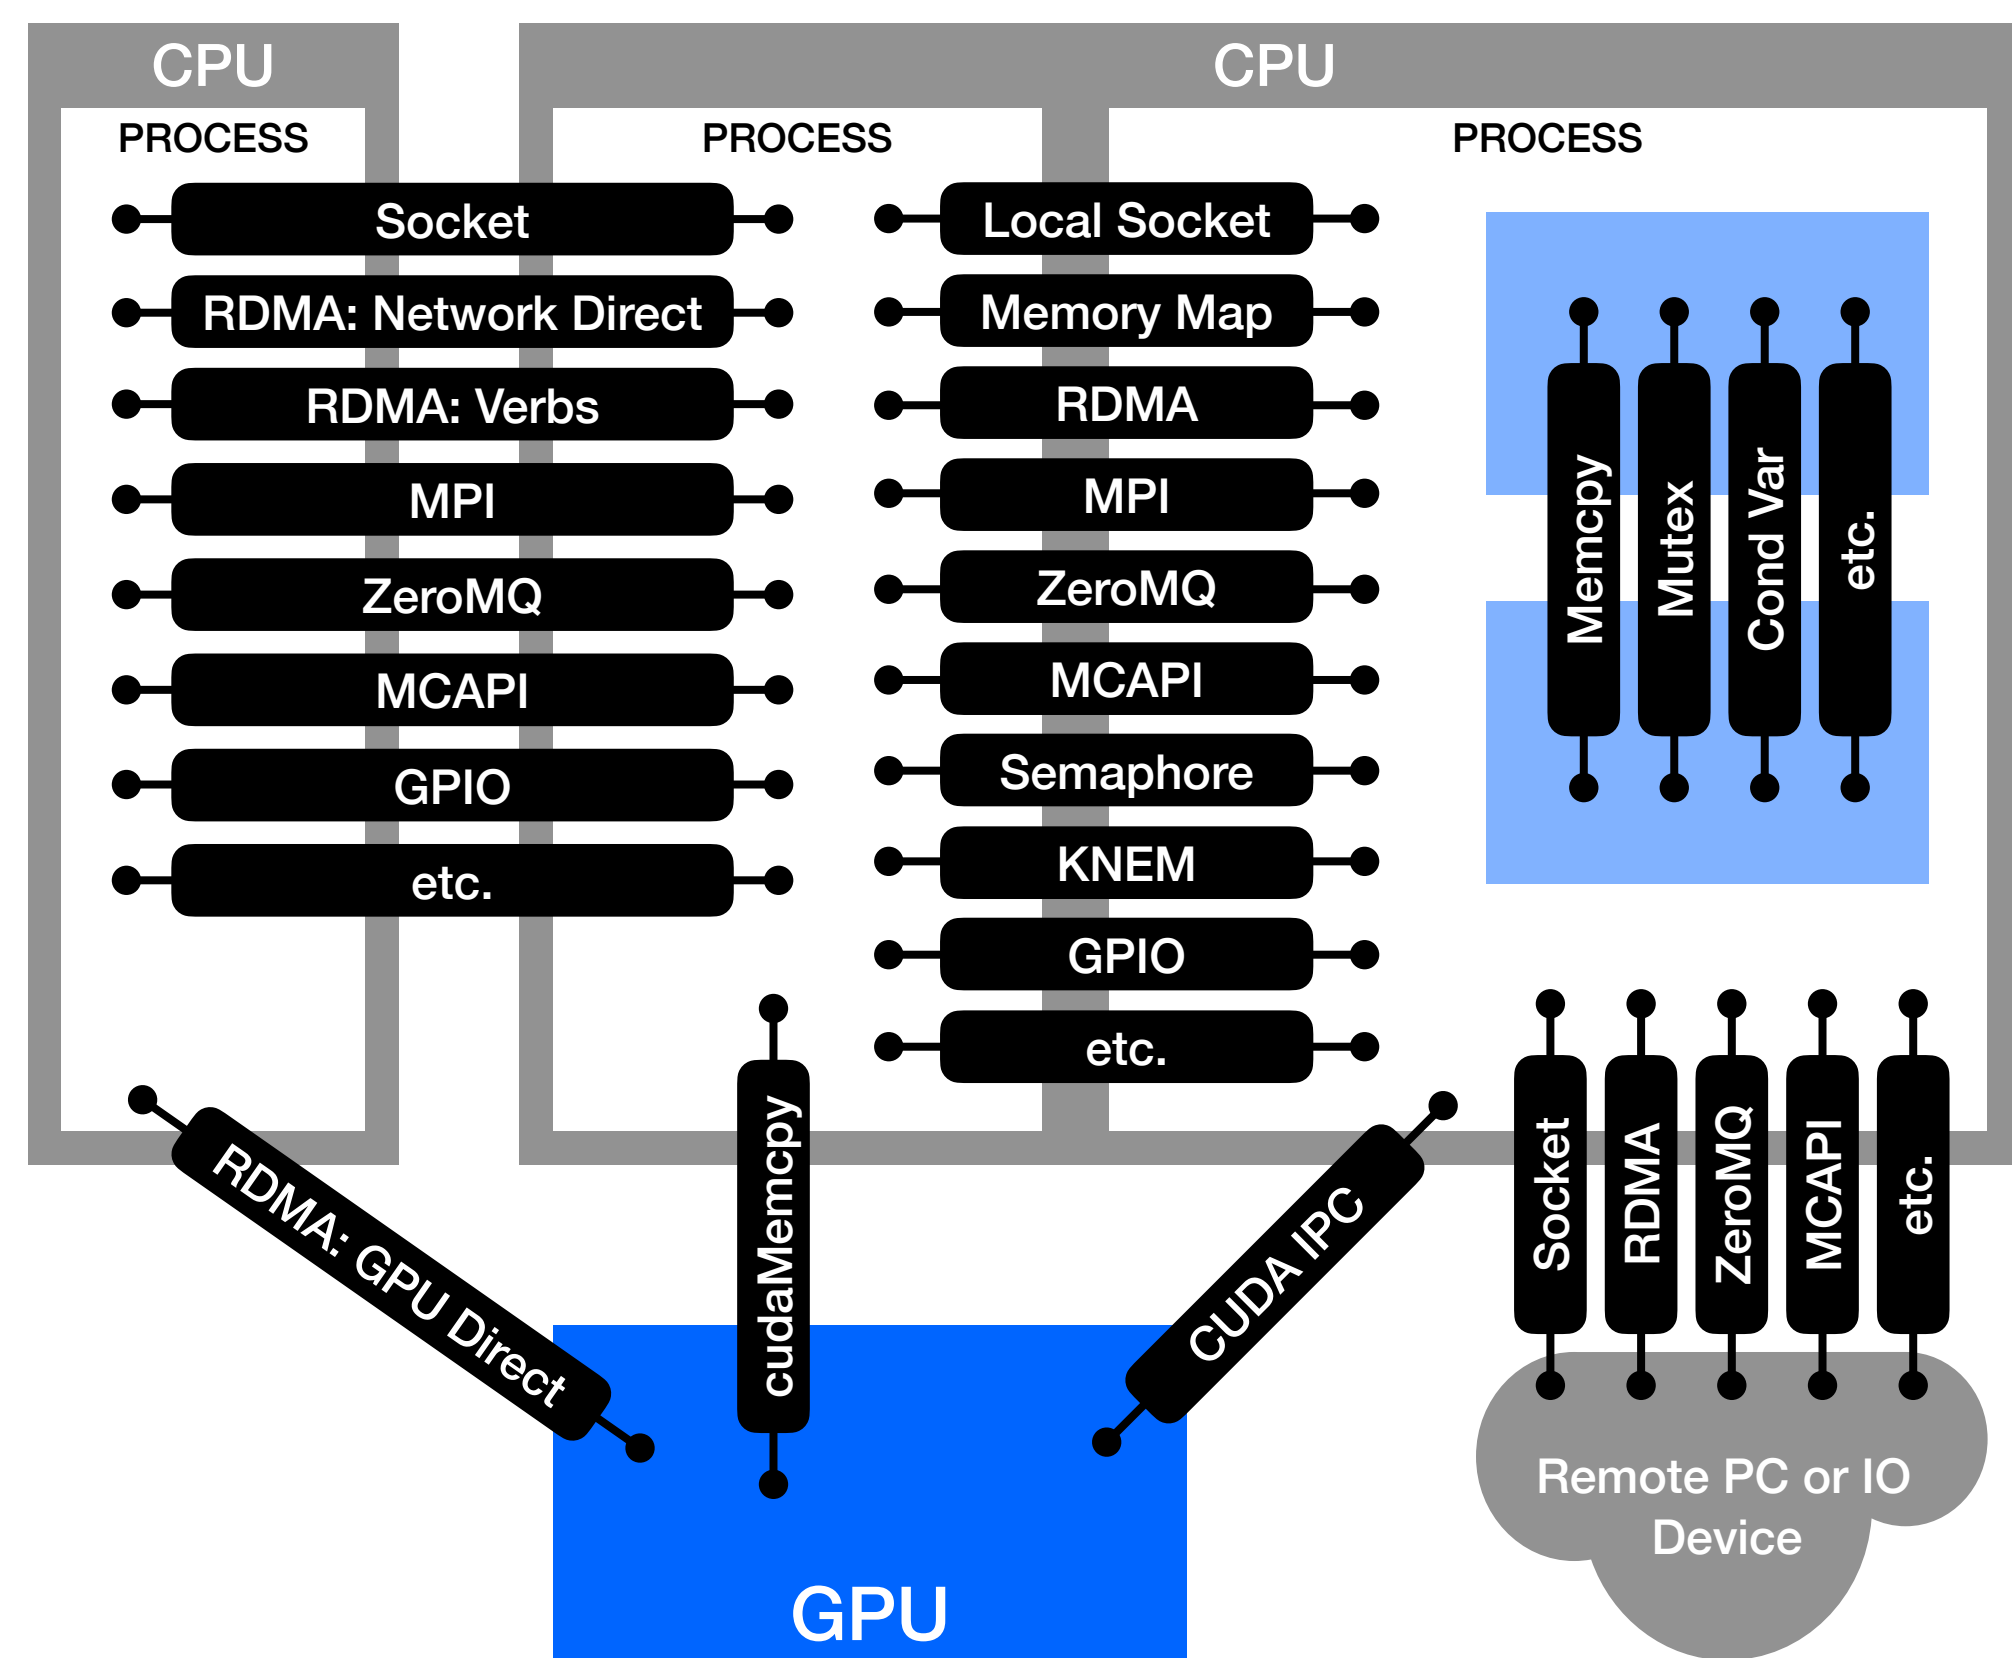 CPU
CPU
PROCESS
PROCESS
PROCESS
Socket
RDMA: Network Direct
RDMA: Verbs
MPI
ZeroMQ
MCAPI
GPIO
etc.
Local Socket
Memory Map
RDMA
MPI
ZeroMQ
MCAPI
Semaphore
KNEM
GPIO
etc.
Memcpy
Mutex
Cond Var
etc.
RDMA: GPU Direct
cudaMemcpy
CUDA IPC
Socket
RDMA
ZeroMQ
MCAPI
etc.
Remote PC or IO
Device
GPU